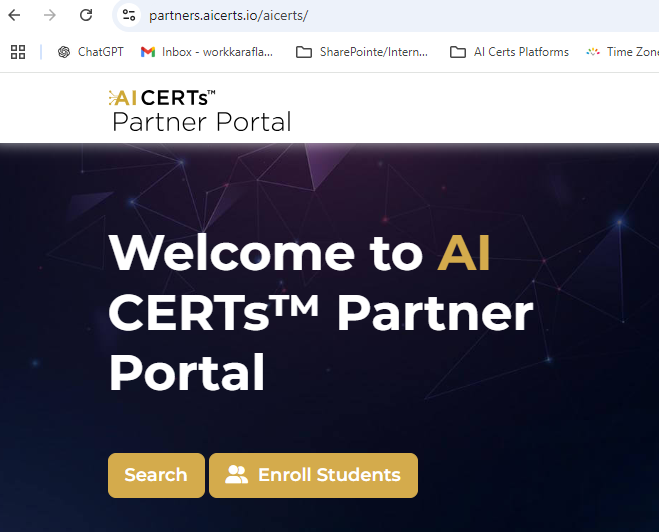 partners.aicerts.io/aicerts/
ChatGPT Inbox - workkarafla... SharePointe/Intern... AI Certs Platforms Time Zone
AI CERTs™
Partner Portal
Welcome to AI
CERTs™ Partner
Portal
Search Enroll Students